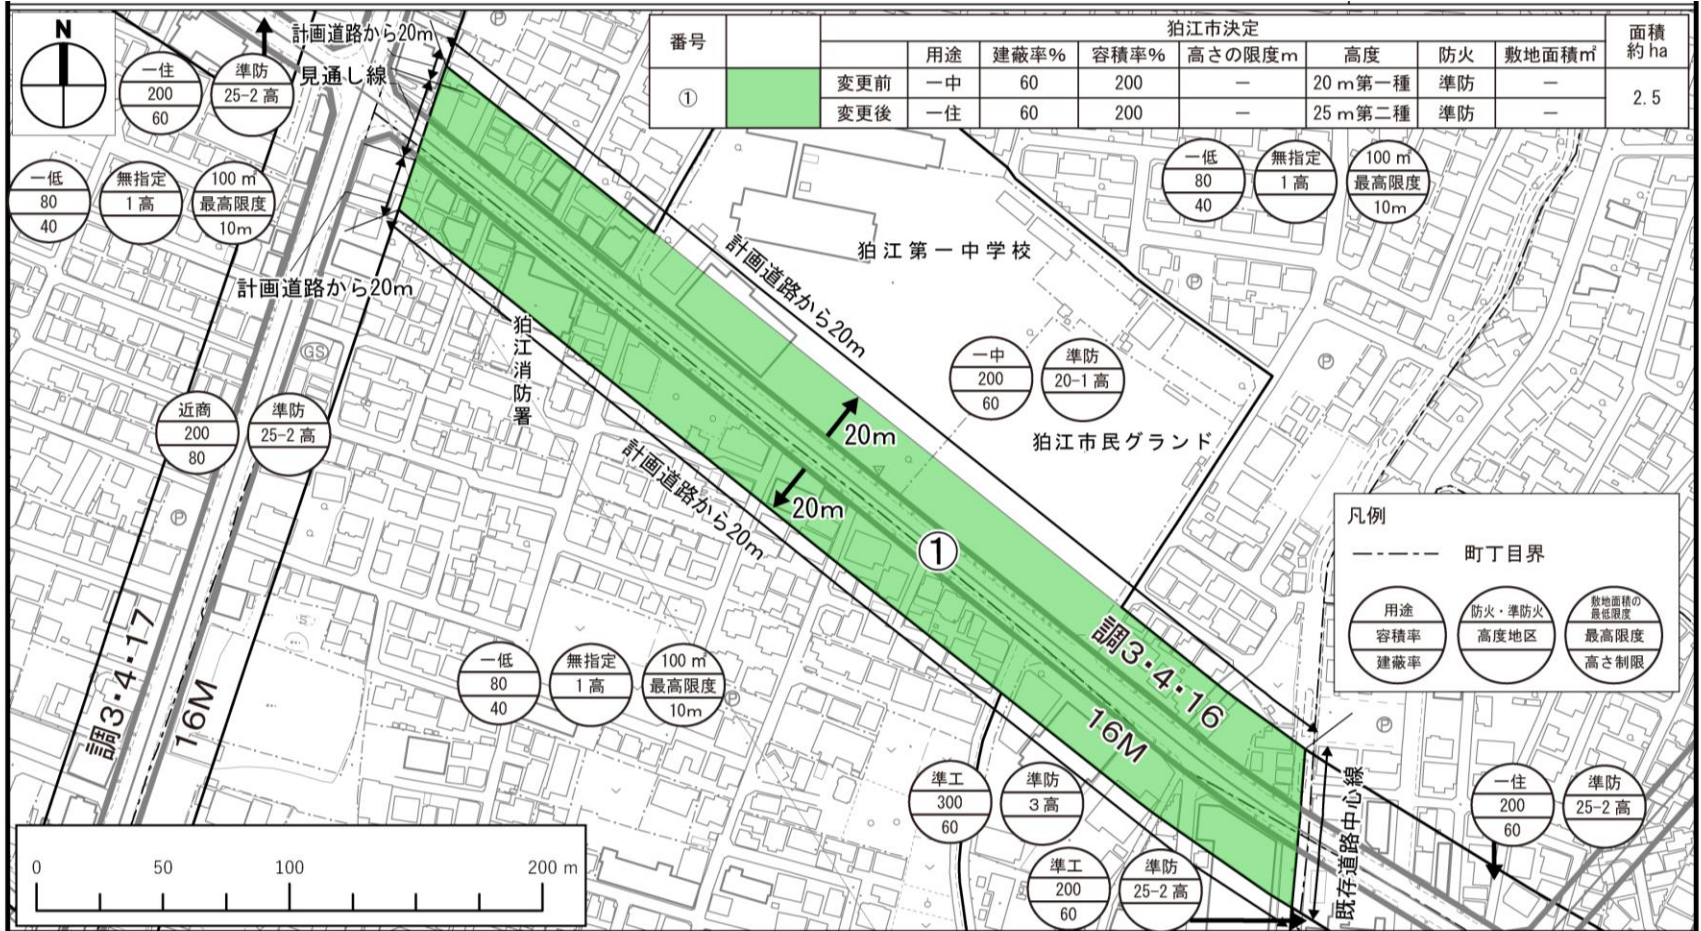 N
計画道路から20m
見通し線
一住
200
60
準防
25-2 高
番号
狛江市決定
面積
約 ha
用途 建蔽率% 容積率% 高さの限度m 高度 防火 敷地面積㎡
① 変更前 一中 60 200 － 20 m第一種 準防 － 2.5
変更後 一住 60 200 － 25 m第二種 準防 －
一低
80
40
無指定
1 高
100 ㎡
最高限度
10m
一低
80
40
無指定
1 高
100 ㎡
最高限度
10m
狛江第一中学校
計画道路から20m
計画道路から20m
狛江消防署
GS
一中
200
60
準防
20-1 高
狛江市民グランド
近商
200
80
準防
25-2 高
20m
20m
計画道路から20m
①
凡例
町丁目界
用途
容積率
建蔽率
防火・準防火
高度地区
敷地面積の
最低限度
最高限度
高さ制限
調3・4・16
16M
調3・4・17
16M
一低
80
40
無指定
1 高
100 ㎡
最高限度
10m
準工
300
60
準防
3 高
準工
200
60
準防
25-2 高
既存道路中心線
一住
200
60
準防
25-2 高
0 50 100 200 m
P
P
P
P
P
P